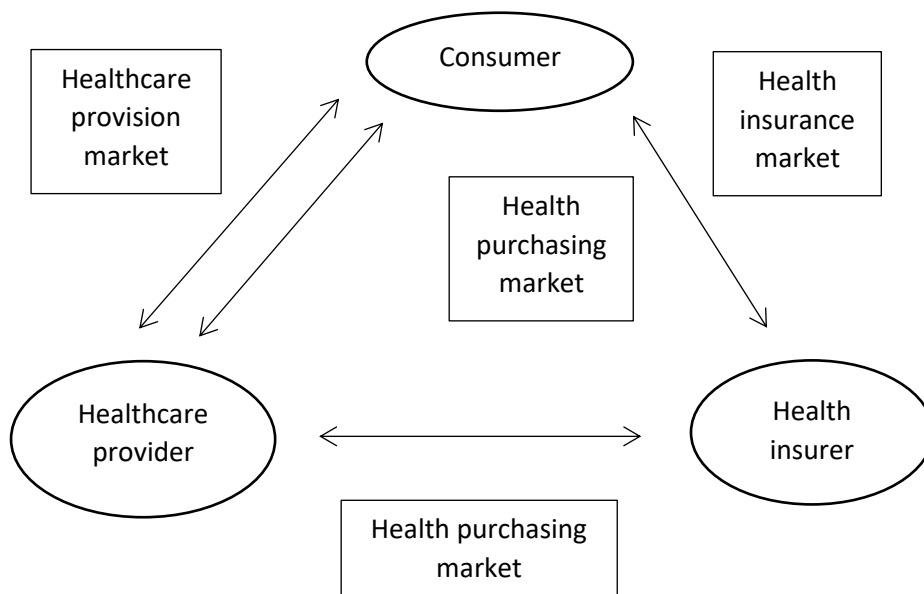 Consumer
Healthcare
provision
market
Health
insurance
market
Health
purchasing
market
Healthcare
provider
Health
insurer
Health purchasing
market